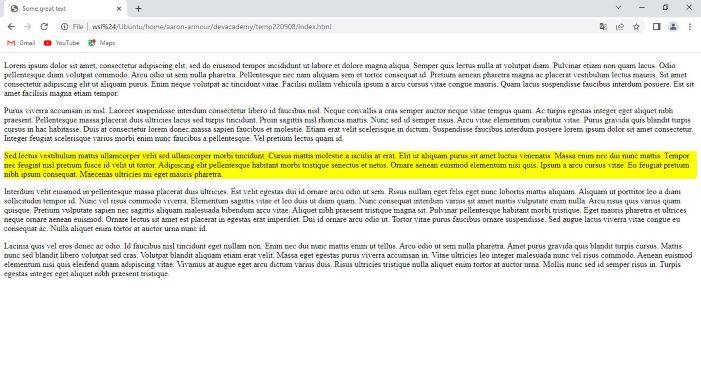 Some great text
File | wsl%24/Ubuntu/home/aaron-armour/devacademy/temp220908/index.html
Gmail YouTube Maps
Lorem ipsum dolor sit amet, consectetur adipiscing elit, sed do eiusmod tempor incididunt ut labore et dolore magna aliqua. Semper quis lectus nulla at volutpat diam. Pulvinar etiam non quam lacus. Odio
pellentesque diam volutpat commodo. Arcu odio ut sem nulla pharetra. Pellentesque nec nam aliquam sem et tortor consequat id. Pretium aenean pharetra magna ac placerat vestibulum lectus mauris. Sit amet
consectetur adipiscing elit ut aliquam purus. Enim neque volutpat ac tincidunt vitae. Facilisi nullam vehicula ipsum a arcu cursus vitae congue mauris. Quam lacus suspendisse faucibus interdum posuere. Est sit
amet facilisis magna etiam tempor.
Purus viverra accumsan in nisl. Laoreet suspendisse interdum consectetur libero id faucibus nisl. Neque convallis a cras semper auctor neque vitae tempus quam. Ac turpis egestas integer eget aliquet nibh
praesent. Pellentesque massa placerat duis ultricies lacus sed turpis tincidunt. Proin sagittis nisl rhoncus mattis. Nunc sed id semper risus. Arcu vitae elementum curabitur vitae. Purus gravida quis blandit turpis
cursus in hac habitasse. Duis at consectetur lorem donec massa sapien faucibus et molestie. Etiam erat velit scelerisque in dictum. Suspendisse faucibus interdum posuere lorem ipsum dolor sit amet consectetur.
Integer feugiat scelerisque varius morbi enim nunc faucibus a pellentesque. Vel pretium lectus quam id.
Sed lectus vestibulum mattis ullamcorper velit sed ullamcorper morbi tincidunt. Cursus mattis molestie a iaculis at erat. Elit ut aliquam purus sit amet luctus venenatis. Massa enim nec dui nunc mattis. Tempor
nec feugiat nisl pretium fusce id velit ut tortor. Adipiscing elit pellentesque habitant morbi tristique senectus et netus. Ornare aenean euismod elementum nisi quis. Ipsum a arcu cursus vitae. Eu feugiat pretium
nibh ipsum consequat. Maecenas ultricies mi eget mauris pharetra.
Interdum velit euismod in pellentesque massa placerat duis ultricies. Est velit egestas dui id ornare arcu odio ut sem. Risus nullam eget felis eget nunc lobortis mattis aliquam. Aliquam ut porttitor leo a diam
sollicitudin tempor id. Nunc vel risus commodo viverra. Elementum sagittis vitae et leo duis ut diam quam. Nunc consequat interdum varius sit amet mattis vulputate enim nulla. Arcu risus quis varius quam
quisque. Pretium vulputate sapien nec sagittis aliquam malesuada bibendum arcu vitae. Aliquet nibh praesent tristique magna sit. Pulvinar pellentesque habitant morbi tristique. Eget mauris pharetra et ultrices
neque ornare aenean euismod. Ornare lectus sit amet est placerat in egestas erat imperdiet. Dui id ornare arcu odio ut. Tortor vitae purus faucibus ornare suspendisse. Sed augue lacus viverra vitae congue eu
consequat ac. Nulla aliquet enim tortor at auctor urna nunc id.
Lacinia quis vel eros donec ac odio. Id faucibus nisl tincidunt eget nullam non. Enim nec dui nunc mattis enim ut tellus. Arcu odio ut sem nulla pharetra. Amet purus gravida quis blandit turpis cursus. Mattis
nunc sed blandit libero volutpat sed cras. Volutpat blandit aliquam etiam erat velit. Massa eget egestas purus viverra accumsan in. Vitae ultricies leo integer malesuada nunc vel risus commodo. Aenean euismod
elementum nisi quis eleifend quam adipiscing vitae. Vivamus at augue eget arcu dictum varius duis. Risus ultricies tristique nulla aliquet enim tortor at auctor urna. Mollis nunc sed id semper risus in. Turpis
egestas integer eget aliquet nibh praesent tristique.